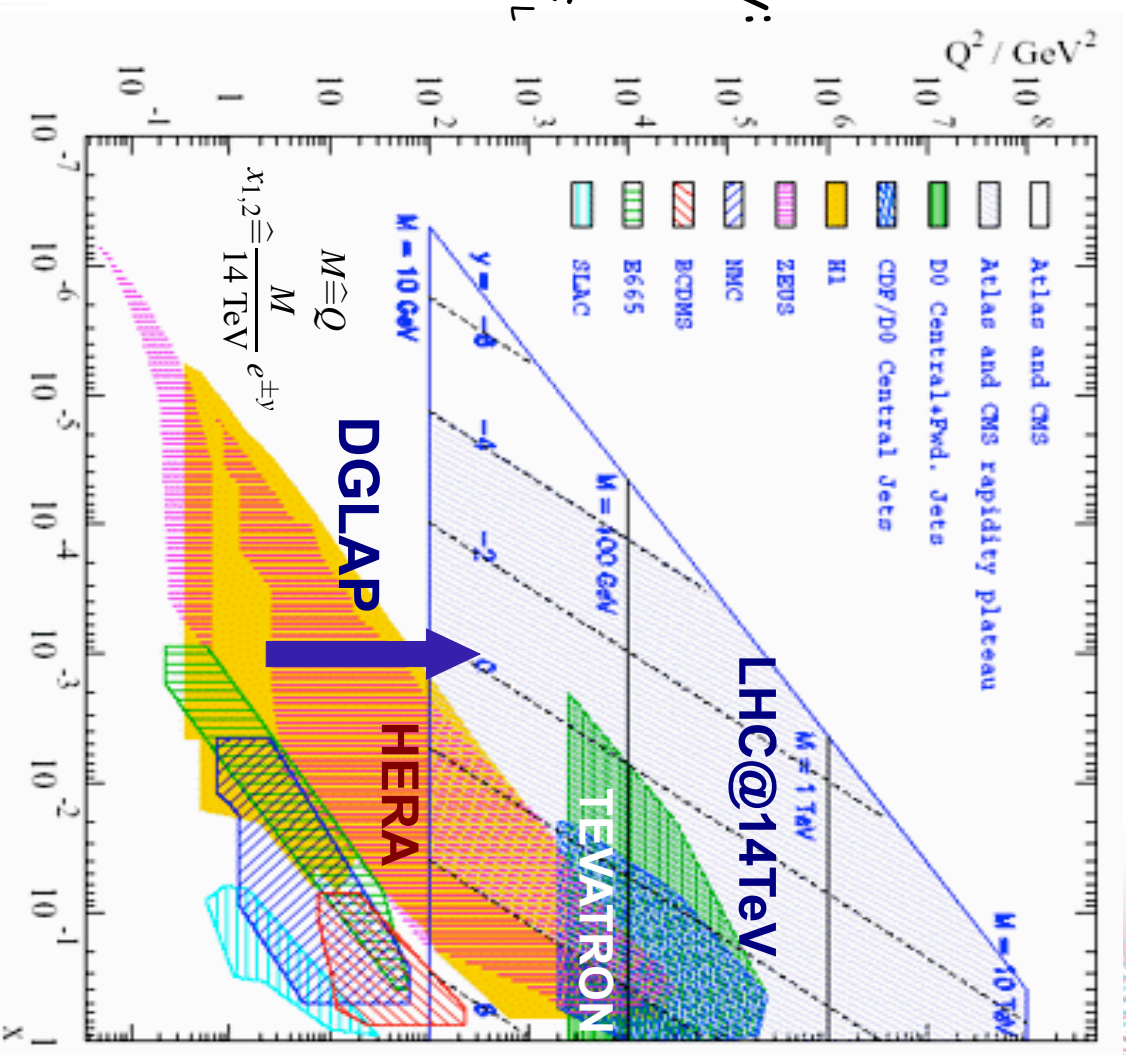 Q² / GeV²
10⁸
10⁷
10⁶
10⁵
10⁴
10³
10²
10
1
10⁻¹
Atlas and CMS
Atlas and CMS rapidity plateau
D0 Central+Fwd. Jets
CDF/D0 Central Jets
H1
ZEUS
NMC
BCDMS
E665
SLAC
M = 10 TeV
M = 1 TeV
LHC@14TeV
M = 100 GeV
TEVATRON
y = -6
-4
-2
0
6
M = 10 GeV
HERA
DGLAP
M ≙ Q
x₁,₂ ≙ M / 14 TeV e^±y
10⁻⁷
10⁻⁶
10⁻⁵
10⁻⁴
10⁻³
10⁻²
10⁻¹
1
x